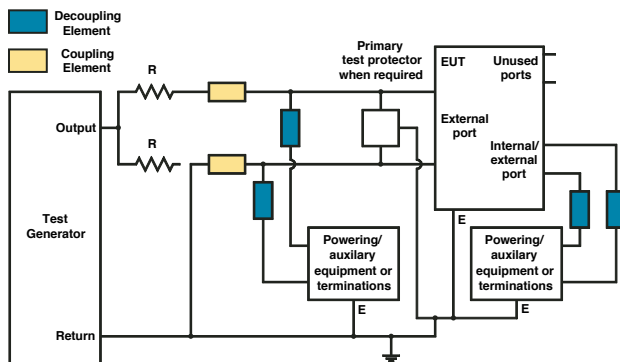 Decoupling
Element
Coupling
Element
Primary
test protector
when required
R
EUT
Unused
ports
Output
External
port
Internal/
external
port
R
Test
Generator
E
Powering/
auxilary
equipment or
terminations
Powering/
auxilary
equipment or
terminations
E
E
Return